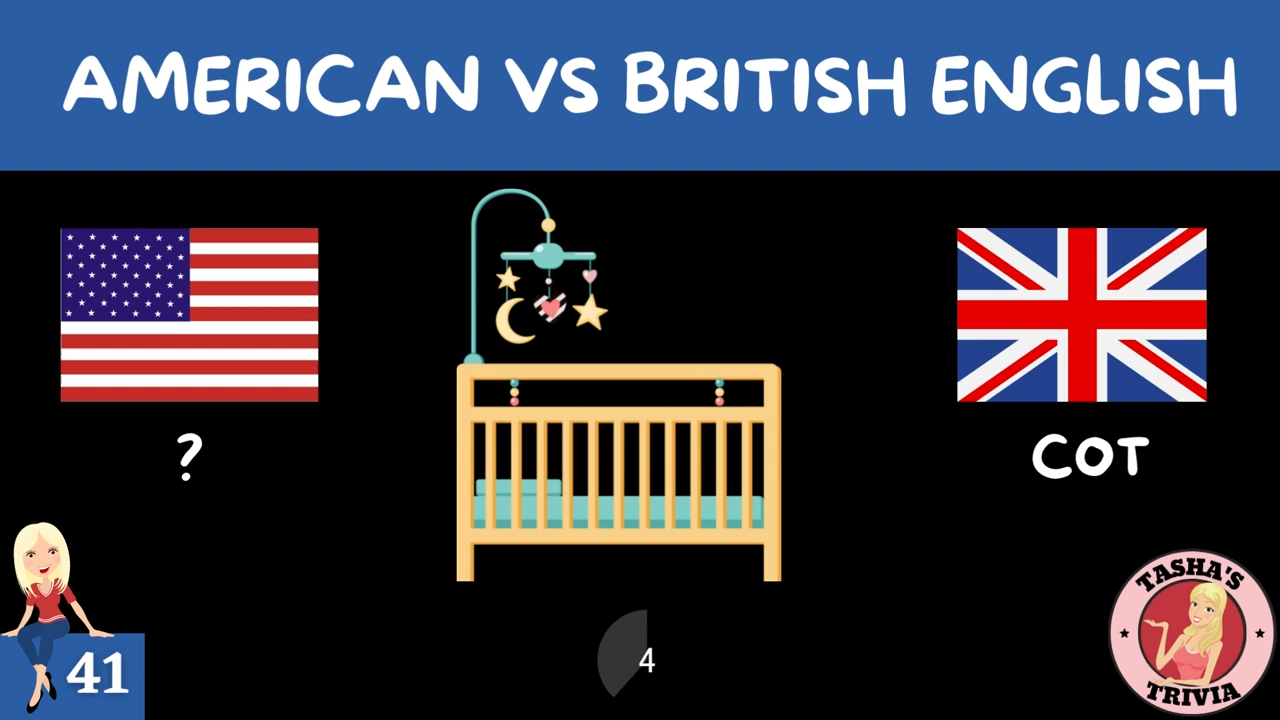 AMERICAN VS BRITISH ENGLISH
?
COT
41
4
TASHA'S
TRIVIA